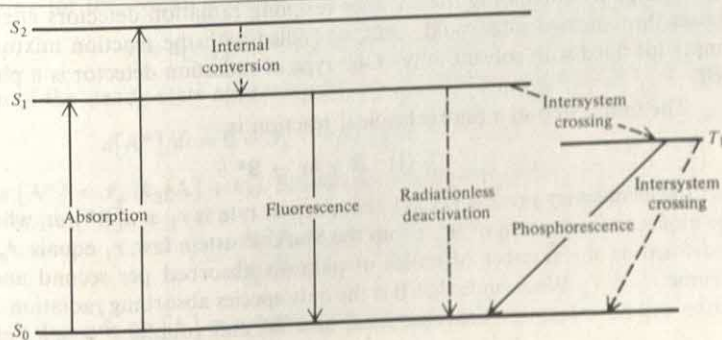 S2
Internal
conversion
S1
Intersystem
crossing
T1
Absorption
Fluorescence
Radiationless
deactivation
Phosphorescence
Intersystem
crossing
S0